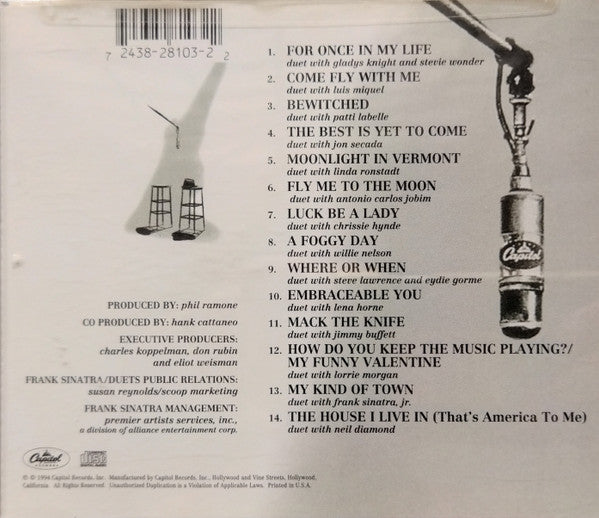 7 2438-28103-2 2
1. FOR ONCE IN MY LIFE
duet with gladys knight and stevie wonder
2. COME FLY WITH ME
duet with luis miquel
3. BEWITCHED
duet with patti labelle
4. THE BEST IS YET TO COME
duet with jon secada
5. MOONLIGHT IN VERMONT
duet with linda ronstadt
6. FLY ME TO THE MOON
duet with antonio carlos jobim
7. LUCK BE A LADY
duet with chrissie hynde
8. A FOGGY DAY
duet with willie nelson
9. WHERE OR WHEN
duet with steve lawrence and eydie gorme
10. EMBRACEABLE YOU
duet with lena horne
11. MACK THE KNIFE
duet with jimmy buffett
12. HOW DO YOU KEEP THE MUSIC PLAYING?/
MY FUNNY VALENTINE
duet with lorrie morgan
13. MY KIND OF TOWN
duet with frank sinatra, jr.
14. THE HOUSE I LIVE IN (That's America To Me)
duet with neil diamond
Capitol
PRODUCED BY: phil ramone
CO PRODUCED BY: hank cattaneo
EXECUTIVE PRODUCERS:
charles koppelman, don rubin
and eliot weisman
FRANK SINATRA/DUETS PUBLIC RELATIONS:
susan reynolds/scoop marketing
FRANK SINATRA MANAGEMENT:
premier artists services, inc.,
a division of alliance entertainment corp.
Capitol
COMPACT
disc
DIGITAL AUDIO
℗ © 1994 Capitol Records, Inc. Manufactured by Capitol Records, Inc., Hollywood and Vine Streets, Hollywood,
California. All Rights Reserved. Unauthorized Duplication is a Violation of Applicable Laws. Printed in U.S.A.